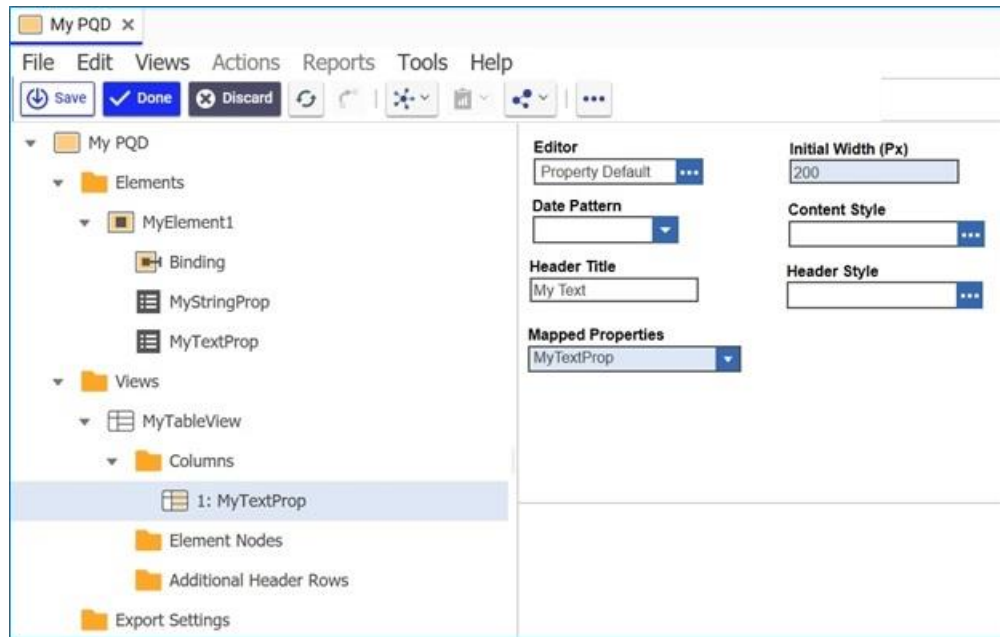 My PQD ×
File Edit Views Actions Reports Tools Help
Save Done Discard
My PQD
Elements
MyElement1
Binding
MyStringProp
MyTextProp
Views
MyTableView
Columns
1: MyTextProp
Element Nodes
Additional Header Rows
Export Settings
Editor Initial Width (Px)
Property Default 200
Date Pattern Content Style
Header Title Header Style
My Text
Mapped Properties
MyTextProp